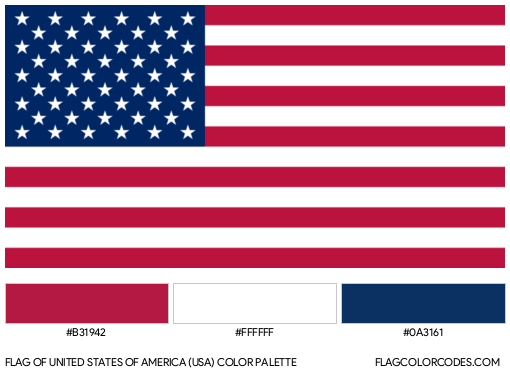 #B31942
#FFFFFF
#0A3161
FLAG OF UNITED STATES OF AMERICA (USA) COLOR PALETTE
FLAGCOLORCODES.COM